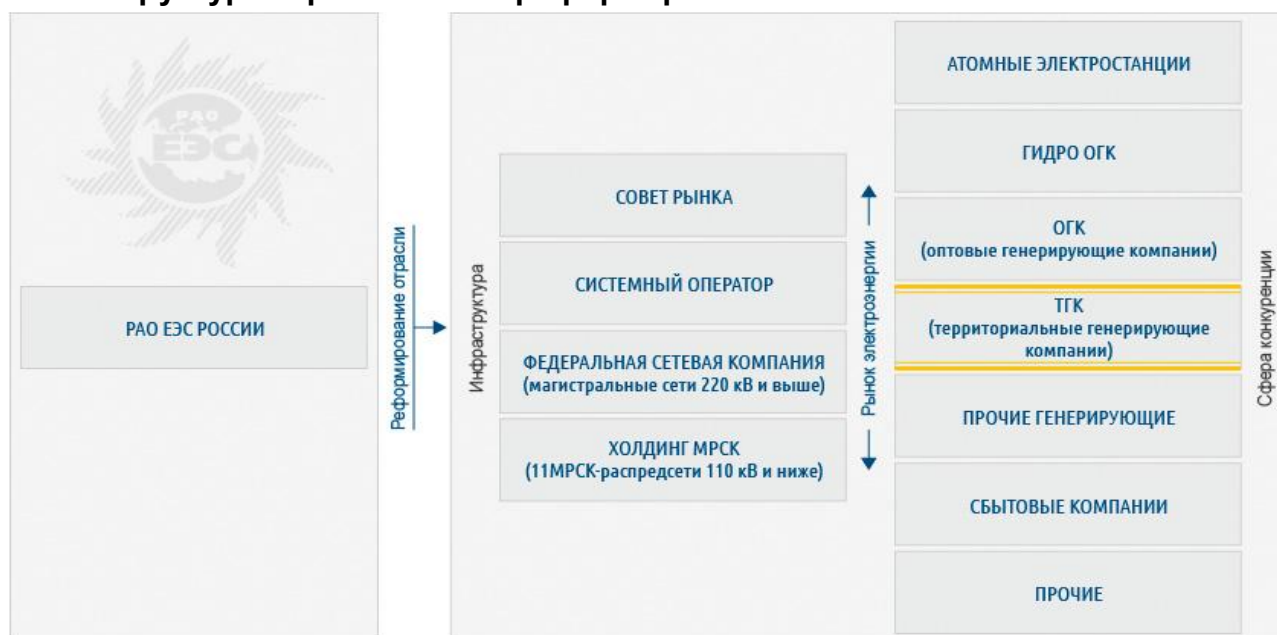 РАО
ЕЭС
РАО ЕЭС РОССИИ
Реформирование отрасли
Инфраструктура
СОВЕТ РЫНКА
СИСТЕМНЫЙ ОПЕРАТОР
ФЕДЕРАЛЬНАЯ СЕТЕВАЯ КОМПАНИЯ
(магистральные сети 220 кВ и выше)
ХОЛДИНГ МРСК
(11МРСК-распредсети 110 кВ и ниже)
Рынок электроэнергии
АТОМНЫЕ ЭЛЕКТРОСТАНЦИИ
ГИДРО ОГК
ОГК
(оптовые генерирующие компании)
ТГК
(территориальные генерирующие
компании)
ПРОЧИЕ ГЕНЕРИРУЮЩИЕ
СБЫТОВЫЕ КОМПАНИИ
ПРОЧИЕ
Сфера конкуренции